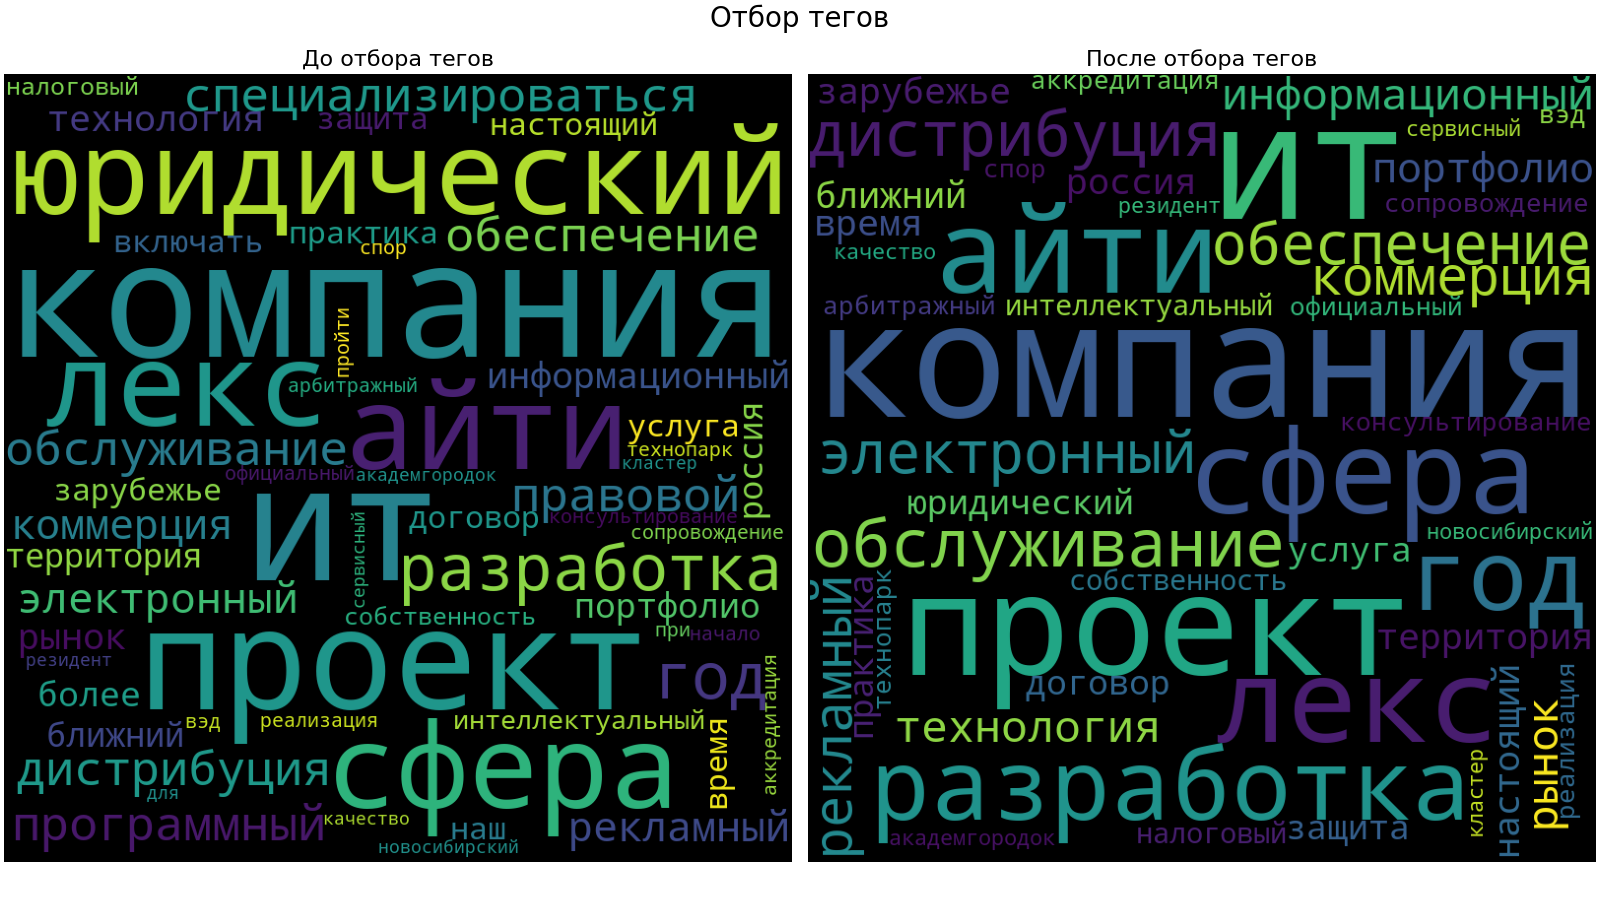 Отбор тегов
До отбора тегов
налоговый
специализироваться
технология
защита
настоящий
юридический
включать
практика
спор
обеспечение
компания
пройти
лекс
арбитражный
информационный
айти
обслуживание
услуга
россия
технопарк
официальный
академгородок
кластер
зарубежье
ит
правовой
коммерция
сервисный
договор
консультирование
сопровождение
территория
разработка
электронный
портфолио
собственность
рынок
проект
при
начало
резидент
год
более
аккредитация
вэд
реализация
интеллектуальный
ближний
сфера
время
дистрибуция
для
программный
качество
наш
рекламный
новосибирский
После отбора тегов
зарубежье
аккредитация
информационный
дистрибуция
ит
сервисный
вэд
спор
россия
портфолио
ближний
резидент
сопровождение
время
айти
качество
обеспечение
коммерция
арбитражный
интеллектуальный
официальный
компания
консультирование
электронный
сфера
юридический
обслуживание
услуга
новосибирский
год
рекламный
практика
технопарк
собственность
проект
территория
договор
лекс
настоящий
реализация
технология
рынок
разработка
кластер
академгородок
налоговый
защита